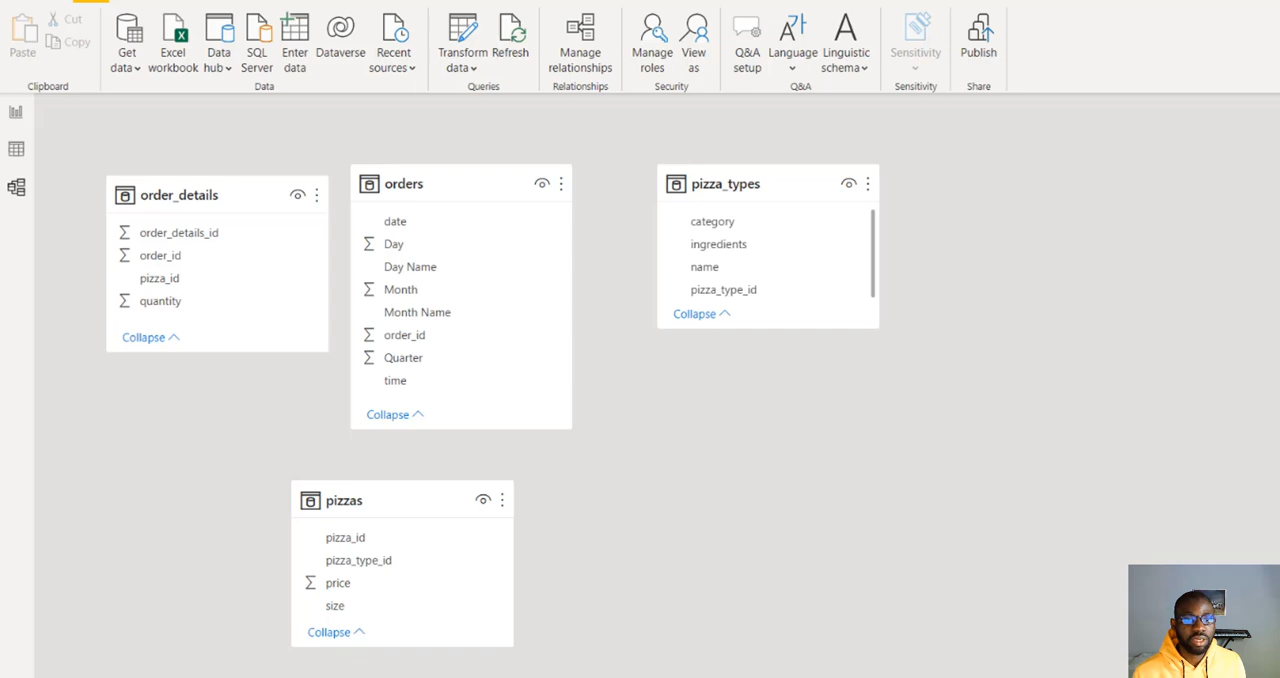 Cut
Copy
Paste
Get data
Excel workbook
Data hub
SQL Server
Enter data
Dataverse
Recent sources
Transform data
Refresh
Manage relationships
Manage roles
View as
Q&A setup
Language
Linguistic schema
Sensitivity
Publish
Clipboard
Data
Queries
Relationships
Security
Q&A
Sensitivity
Share
order_details
order_details_id
order_id
pizza_id
quantity
Collapse
orders
date
Day
Day Name
Month
Month Name
order_id
Quarter
time
Collapse
pizza_types
category
ingredients
name
pizza_type_id
Collapse
pizzas
pizza_id
pizza_type_id
price
size
Collapse